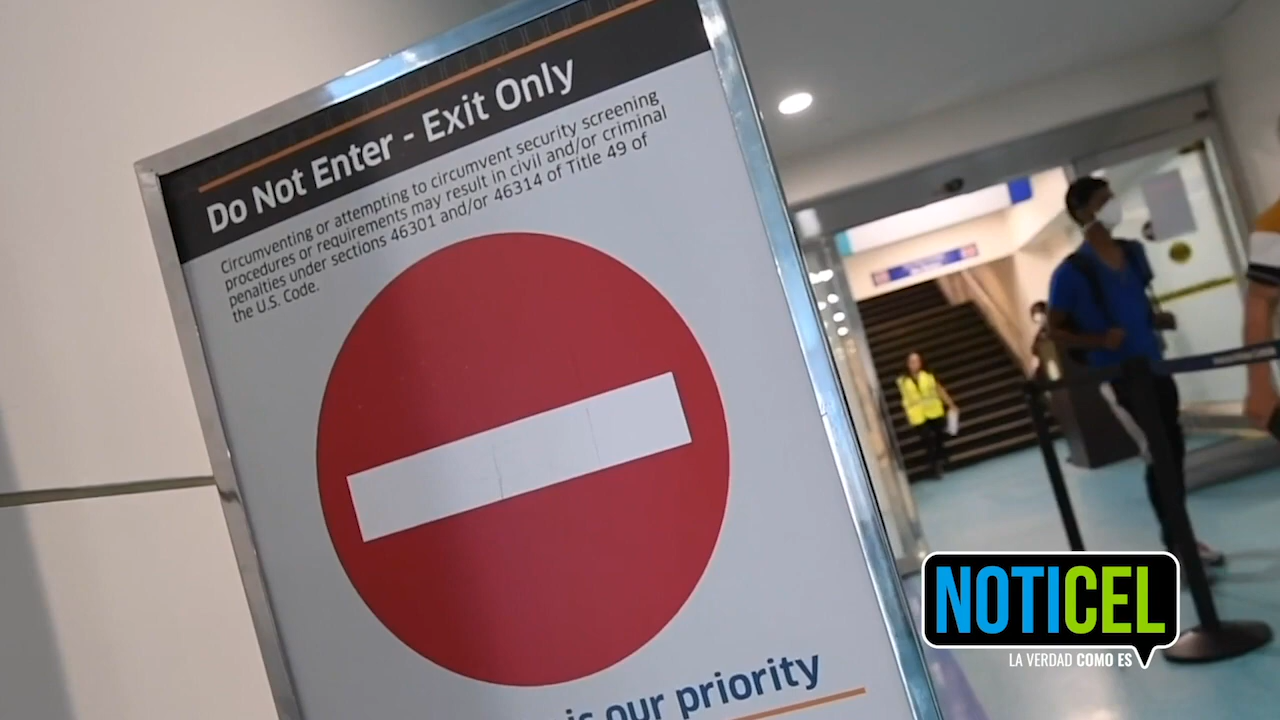 Do Not Enter - Exit Only
Circumventing or attempting to circumvent security screening
procedures or requirements may result in civil and/or criminal
penalties under sections 46301 and/or 46314 of Title 49 of
the U.S. Code.
is our priority
NOTICEL
LA VERDAD COMO ES